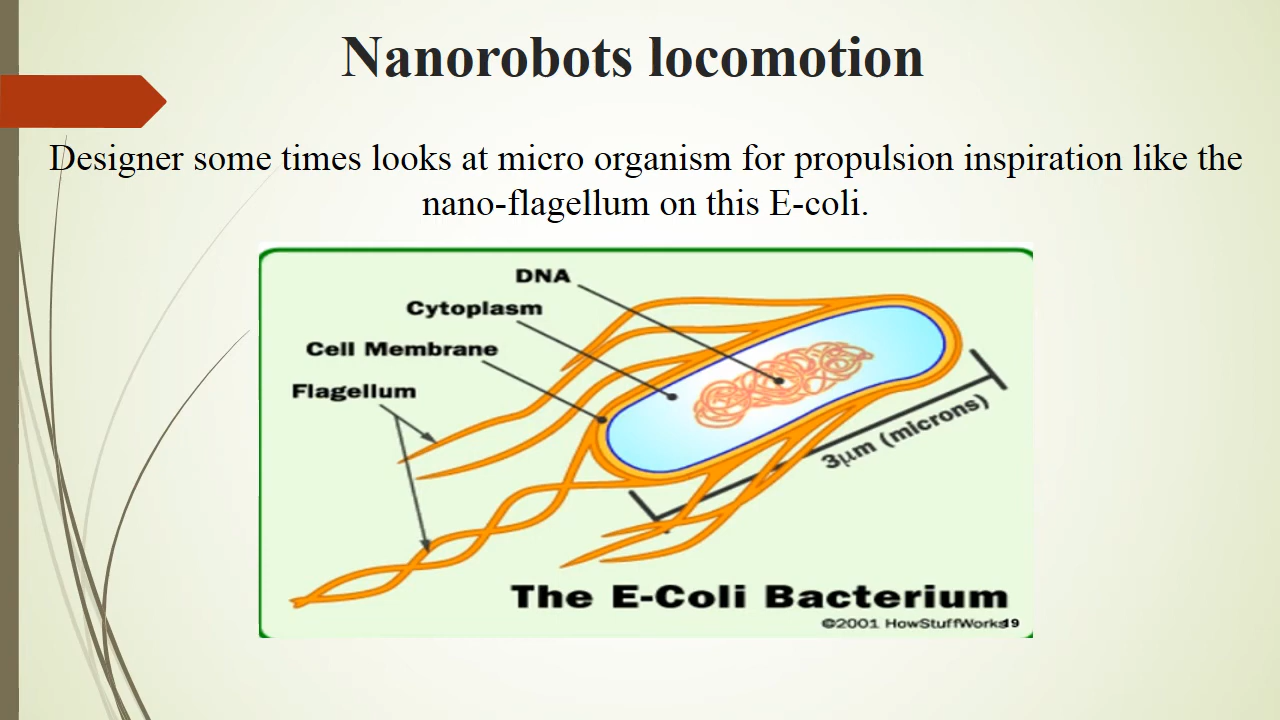 Nanorobots locomotion
Designer some times looks at micro organism for propulsion inspiration like the
nano-flagellum on this E-coli.
DNA
Cytoplasm
Cell Membrane
Flagellum
3μm (microns)
The E-Coli Bacterium
©2001 HowStuffWorks
19